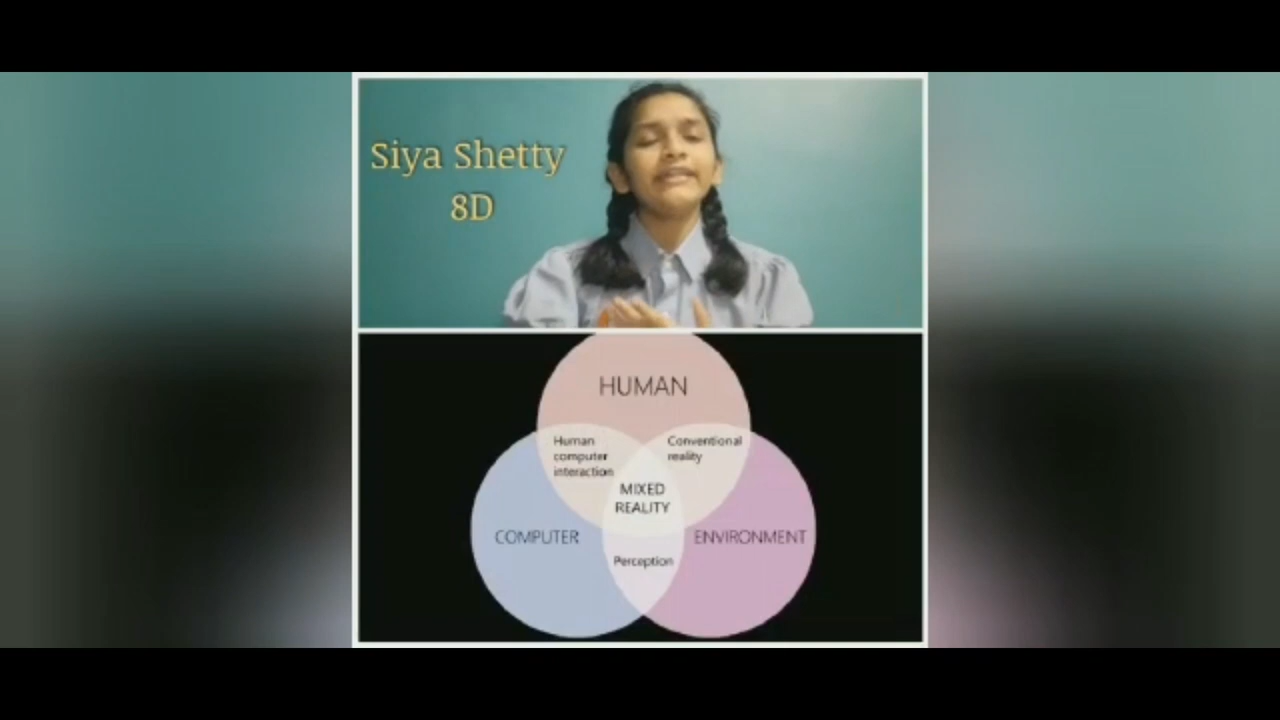 Siya Shetty
8D
HUMAN
Human
computer
interaction
Conventional
reality
MIXED
REALITY
COMPUTER
ENVIRONMENT
Perception